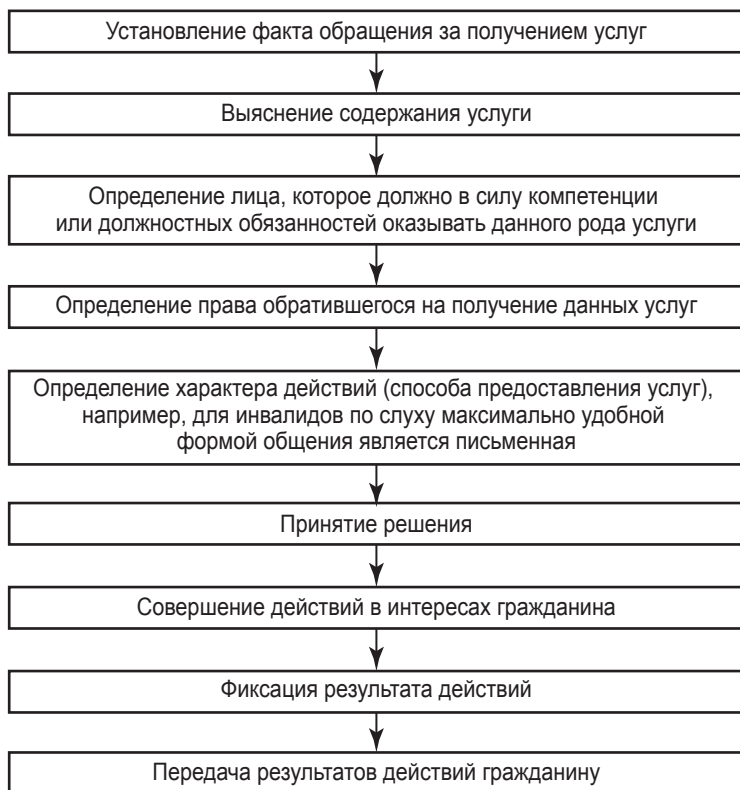 Установление факта обращения за получением услуг
Выяснение содержания услуги
Определение лица, которое должно в силу компетенции
или должностных обязанностей оказывать данного рода услуги
Определение права обратившегося на получение данных услуг
Определение характера действий (способа предоставления услуг),
например, для инвалидов по слуху максимально удобной
формой общения является письменная
Принятие решения
Совершение действий в интересах гражданина
Фиксация результата действий
Передача результатов действий гражданину